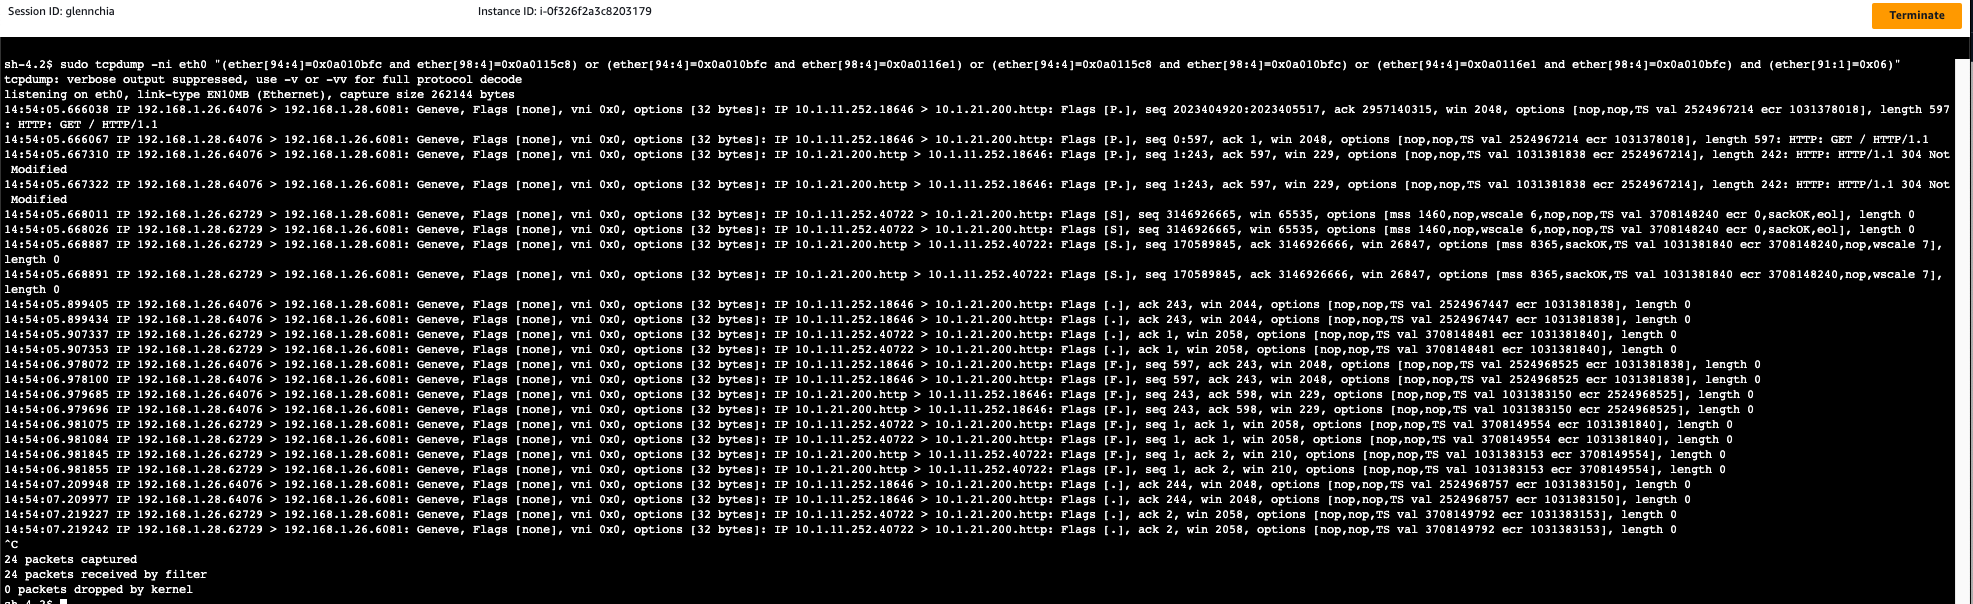 Session ID: glennchia
Instance ID: i-0f326f2a3c8203179
Terminate
sh-4.2$ sudo tcpdump -ni eth0 "(ether[94:4]=0x0a010bfc and ether[98:4]=0x0a0115c8) or (ether[94:4]=0x0a010bfc and ether[98:4]=0x0a0116e1) or (ether[94:4]=0x0a0115c8 and ether[98:4]=0x0a010bfc) or (ether[94:4]=0x0a0116e1 and ether[98:4]=0x0a010bfc) and (ether[91:1]=0x06)"
tcpdump: verbose output suppressed, use -v or -vv for full protocol decode
listening on eth0, link-type EN10MB (Ethernet), capture size 262144 bytes
14:54:05.666038 IP 192.168.1.26.64076 > 192.168.1.28.6081: Geneve, Flags [none], vni 0x0, options [32 bytes]: IP 10.1.11.252.18646 > 10.1.21.200.http: Flags [P.], seq 2023404920:2023405517, ack 2957140315, win 2048, options [nop,nop,TS val 2524967214 ecr 1031378018], length 597
: HTTP: GET / HTTP/1.1
14:54:05.666067 IP 192.168.1.28.64076 > 192.168.1.26.6081: Geneve, Flags [none], vni 0x0, options [32 bytes]: IP 10.1.11.252.18646 > 10.1.21.200.http: Flags [P.], seq 0:597, ack 1, win 2048, options [nop,nop,TS val 2524967214 ecr 1031378018], length 597: HTTP: GET / HTTP/1.1
14:54:05.667310 IP 192.168.1.26.64076 > 192.168.1.28.6081: Geneve, Flags [none], vni 0x0, options [32 bytes]: IP 10.1.21.200.http > 10.1.11.252.18646: Flags [P.], seq 1:243, ack 597, win 229, options [nop,nop,TS val 1031381838 ecr 2524967214], length 242: HTTP: HTTP/1.1 304 Not
Modified
14:54:05.667322 IP 192.168.1.28.64076 > 192.168.1.26.6081: Geneve, Flags [none], vni 0x0, options [32 bytes]: IP 10.1.21.200.http > 10.1.11.252.18646: Flags [P.], seq 1:243, ack 597, win 229, options [nop,nop,TS val 1031381838 ecr 2524967214], length 242: HTTP: HTTP/1.1 304 Not
Modified
14:54:05.668011 IP 192.168.1.26.62729 > 192.168.1.28.6081: Geneve, Flags [none], vni 0x0, options [32 bytes]: IP 10.1.11.252.40722 > 10.1.21.200.http: Flags [S], seq 3146926665, win 65535, options [mss 1460,nop,wscale 6,nop,nop,TS val 3708148240 ecr 0,sackOK,eol], length 0
14:54:05.668026 IP 192.168.1.28.62729 > 192.168.1.26.6081: Geneve, Flags [none], vni 0x0, options [32 bytes]: IP 10.1.11.252.40722 > 10.1.21.200.http: Flags [S], seq 3146926665, win 65535, options [mss 1460,nop,wscale 6,nop,nop,TS val 3708148240 ecr 0,sackOK,eol], length 0
14:54:05.668887 IP 192.168.1.26.62729 > 192.168.1.28.6081: Geneve, Flags [none], vni 0x0, options [32 bytes]: IP 10.1.21.200.http > 10.1.11.252.40722: Flags [S.], seq 170589845, ack 3146926666, win 26847, options [mss 8365,sackOK,TS val 1031381840 ecr 3708148240,nop,wscale 7],
length 0
14:54:05.668891 IP 192.168.1.28.62729 > 192.168.1.26.6081: Geneve, Flags [none], vni 0x0, options [32 bytes]: IP 10.1.21.200.http > 10.1.11.252.40722: Flags [S.], seq 170589845, ack 3146926666, win 26847, options [mss 8365,sackOK,TS val 1031381840 ecr 3708148240,nop,wscale 7],
length 0
14:54:05.899405 IP 192.168.1.26.64076 > 192.168.1.28.6081: Geneve, Flags [none], vni 0x0, options [32 bytes]: IP 10.1.11.252.18646 > 10.1.21.200.http: Flags [.], ack 243, win 2044, options [nop,nop,TS val 2524967447 ecr 1031381838], length 0
14:54:05.899434 IP 192.168.1.28.64076 > 192.168.1.26.6081: Geneve, Flags [none], vni 0x0, options [32 bytes]: IP 10.1.11.252.18646 > 10.1.21.200.http: Flags [.], ack 243, win 2044, options [nop,nop,TS val 2524967447 ecr 1031381838], length 0
14:54:05.907337 IP 192.168.1.26.62729 > 192.168.1.28.6081: Geneve, Flags [none], vni 0x0, options [32 bytes]: IP 10.1.11.252.40722 > 10.1.21.200.http: Flags [.], ack 1, win 2058, options [nop,nop,TS val 3708148481 ecr 1031381840], length 0
14:54:05.907353 IP 192.168.1.28.62729 > 192.168.1.26.6081: Geneve, Flags [none], vni 0x0, options [32 bytes]: IP 10.1.11.252.40722 > 10.1.21.200.http: Flags [.], ack 1, win 2058, options [nop,nop,TS val 3708148481 ecr 1031381840], length 0
14:54:06.978072 IP 192.168.1.26.64076 > 192.168.1.28.6081: Geneve, Flags [none], vni 0x0, options [32 bytes]: IP 10.1.11.252.18646 > 10.1.21.200.http: Flags [F.], seq 597, ack 243, win 2048, options [nop,nop,TS val 2524968525 ecr 1031381838], length 0
14:54:06.978100 IP 192.168.1.28.64076 > 192.168.1.26.6081: Geneve, Flags [none], vni 0x0, options [32 bytes]: IP 10.1.11.252.18646 > 10.1.21.200.http: Flags [F.], seq 597, ack 243, win 2048, options [nop,nop,TS val 2524968525 ecr 1031381838], length 0
14:54:06.979685 IP 192.168.1.26.64076 > 192.168.1.28.6081: Geneve, Flags [none], vni 0x0, options [32 bytes]: IP 10.1.21.200.http > 10.1.11.252.18646: Flags [F.], seq 243, ack 598, win 229, options [nop,nop,TS val 1031383150 ecr 2524968525], length 0
14:54:06.979696 IP 192.168.1.28.64076 > 192.168.1.26.6081: Geneve, Flags [none], vni 0x0, options [32 bytes]: IP 10.1.21.200.http > 10.1.11.252.18646: Flags [F.], seq 243, ack 598, win 229, options [nop,nop,TS val 1031383150 ecr 2524968525], length 0
14:54:06.981075 IP 192.168.1.26.62729 > 192.168.1.28.6081: Geneve, Flags [none], vni 0x0, options [32 bytes]: IP 10.1.11.252.40722 > 10.1.21.200.http: Flags [F.], seq 1, ack 1, win 2058, options [nop,nop,TS val 3708149554 ecr 1031381840], length 0
14:54:06.981084 IP 192.168.1.28.62729 > 192.168.1.26.6081: Geneve, Flags [none], vni 0x0, options [32 bytes]: IP 10.1.11.252.40722 > 10.1.21.200.http: Flags [F.], seq 1, ack 1, win 2058, options [nop,nop,TS val 3708149554 ecr 1031381840], length 0
14:54:06.981845 IP 192.168.1.26.62729 > 192.168.1.28.6081: Geneve, Flags [none], vni 0x0, options [32 bytes]: IP 10.1.21.200.http > 10.1.11.252.40722: Flags [F.], seq 1, ack 2, win 210, options [nop,nop,TS val 1031383153 ecr 3708149554], length 0
14:54:06.981855 IP 192.168.1.28.62729 > 192.168.1.26.6081: Geneve, Flags [none], vni 0x0, options [32 bytes]: IP 10.1.21.200.http > 10.1.11.252.40722: Flags [F.], seq 1, ack 2, win 210, options [nop,nop,TS val 1031383153 ecr 3708149554], length 0
14:54:07.209948 IP 192.168.1.26.64076 > 192.168.1.28.6081: Geneve, Flags [none], vni 0x0, options [32 bytes]: IP 10.1.11.252.18646 > 10.1.21.200.http: Flags [.], ack 244, win 2048, options [nop,nop,TS val 2524968757 ecr 1031383150], length 0
14:54:07.209977 IP 192.168.1.28.64076 > 192.168.1.26.6081: Geneve, Flags [none], vni 0x0, options [32 bytes]: IP 10.1.11.252.18646 > 10.1.21.200.http: Flags [.], ack 244, win 2048, options [nop,nop,TS val 2524968757 ecr 1031383150], length 0
14:54:07.219227 IP 192.168.1.26.62729 > 192.168.1.28.6081: Geneve, Flags [none], vni 0x0, options [32 bytes]: IP 10.1.11.252.40722 > 10.1.21.200.http: Flags [.], ack 2, win 2058, options [nop,nop,TS val 3708149792 ecr 1031383153], length 0
14:54:07.219242 IP 192.168.1.28.62729 > 192.168.1.26.6081: Geneve, Flags [none], vni 0x0, options [32 bytes]: IP 10.1.11.252.40722 > 10.1.21.200.http: Flags [.], ack 2, win 2058, options [nop,nop,TS val 3708149792 ecr 1031383153], length 0
^C
24 packets captured
24 packets received by filter
0 packets dropped by kernel
sh-4.2$